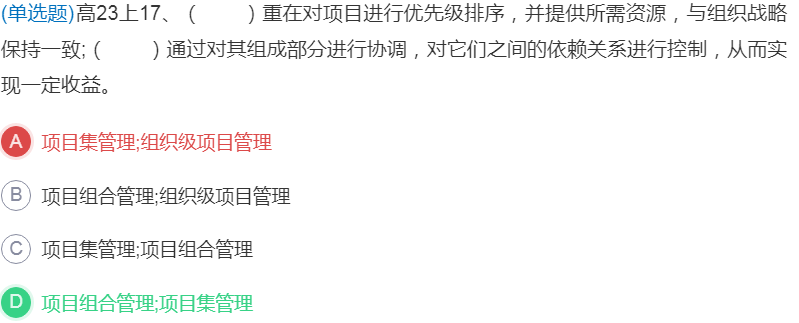 (单选题)高23上17、（　　）重在对项目进行优先级排序，并提供所需资源，与组织战略
保持一致;（　　）通过对其组成部分进行协调，对它们之间的依赖关系进行控制，从而实
现一定收益。
A 项目集管理;组织级项目管理
B 项目组合管理;组织级项目管理
C 项目集管理;项目组合管理
D 项目组合管理;项目集管理